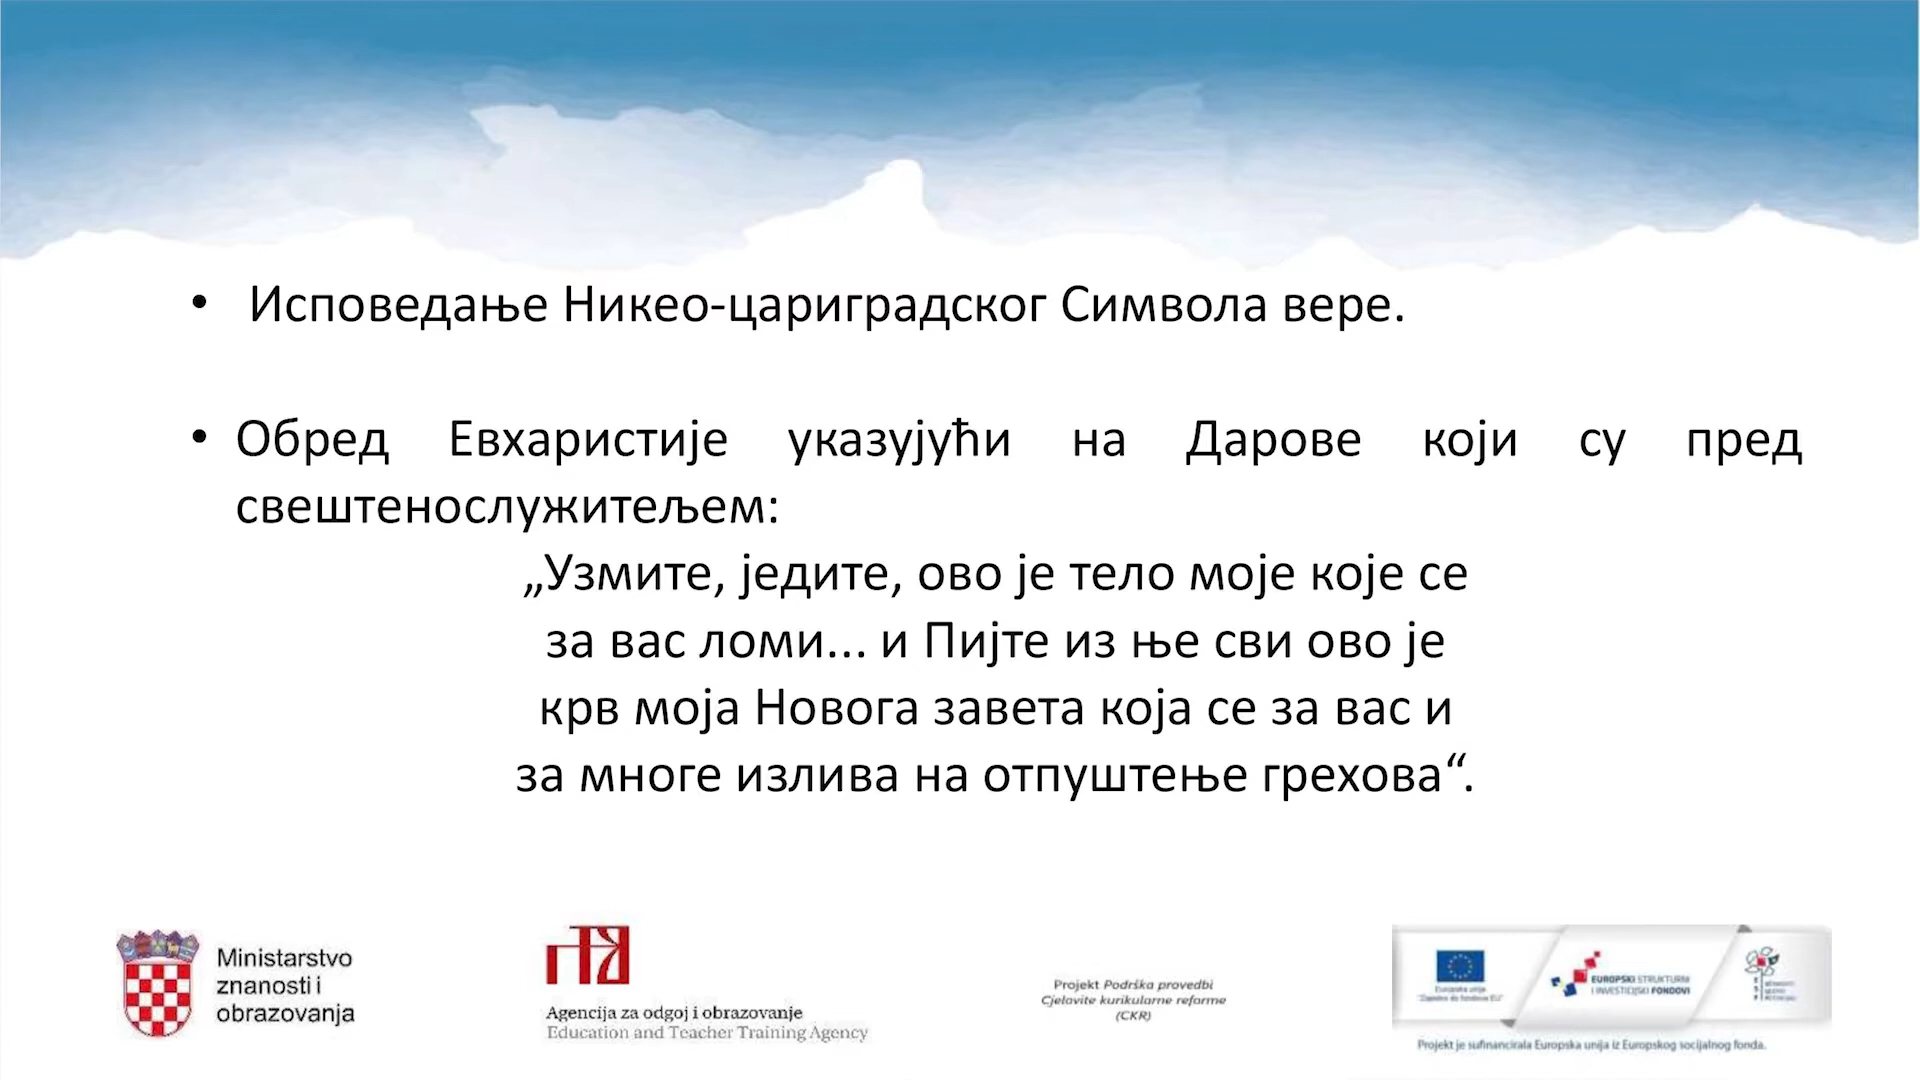 • Исповедање Никео-цариградског Симвoла вере.
• Обред Евхаристије указујући на Дарове који су пред
свештенослужитељем:
„Узмите, једите, ово је тело моје које се
за вас ломи... и Пијте из ње сви ово је
крв моја Новога завета која се за вас и
за многе излива на отпуштење грехова“.
Ministarstvo
znanosti i
obrazovanja
Agencija za odgoj i obrazovanje
Education and Teacher Training Agency
Projekt Podrška provedbi
Cjelovite kurikularne reforme
(CKR)
EUROPSKI STRUKTURNI
I INVESTICIJSKI FONDOVI
Projekt je sufinancirala Europska unija iz Europskog socijalnog fonda.